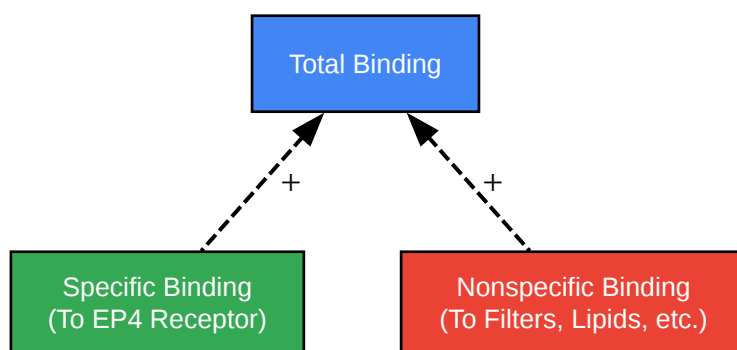 Total Binding
+
+
Specific Binding
(To EP4 Receptor)
Nonspecific Binding
(To Filters, Lipids, etc.)